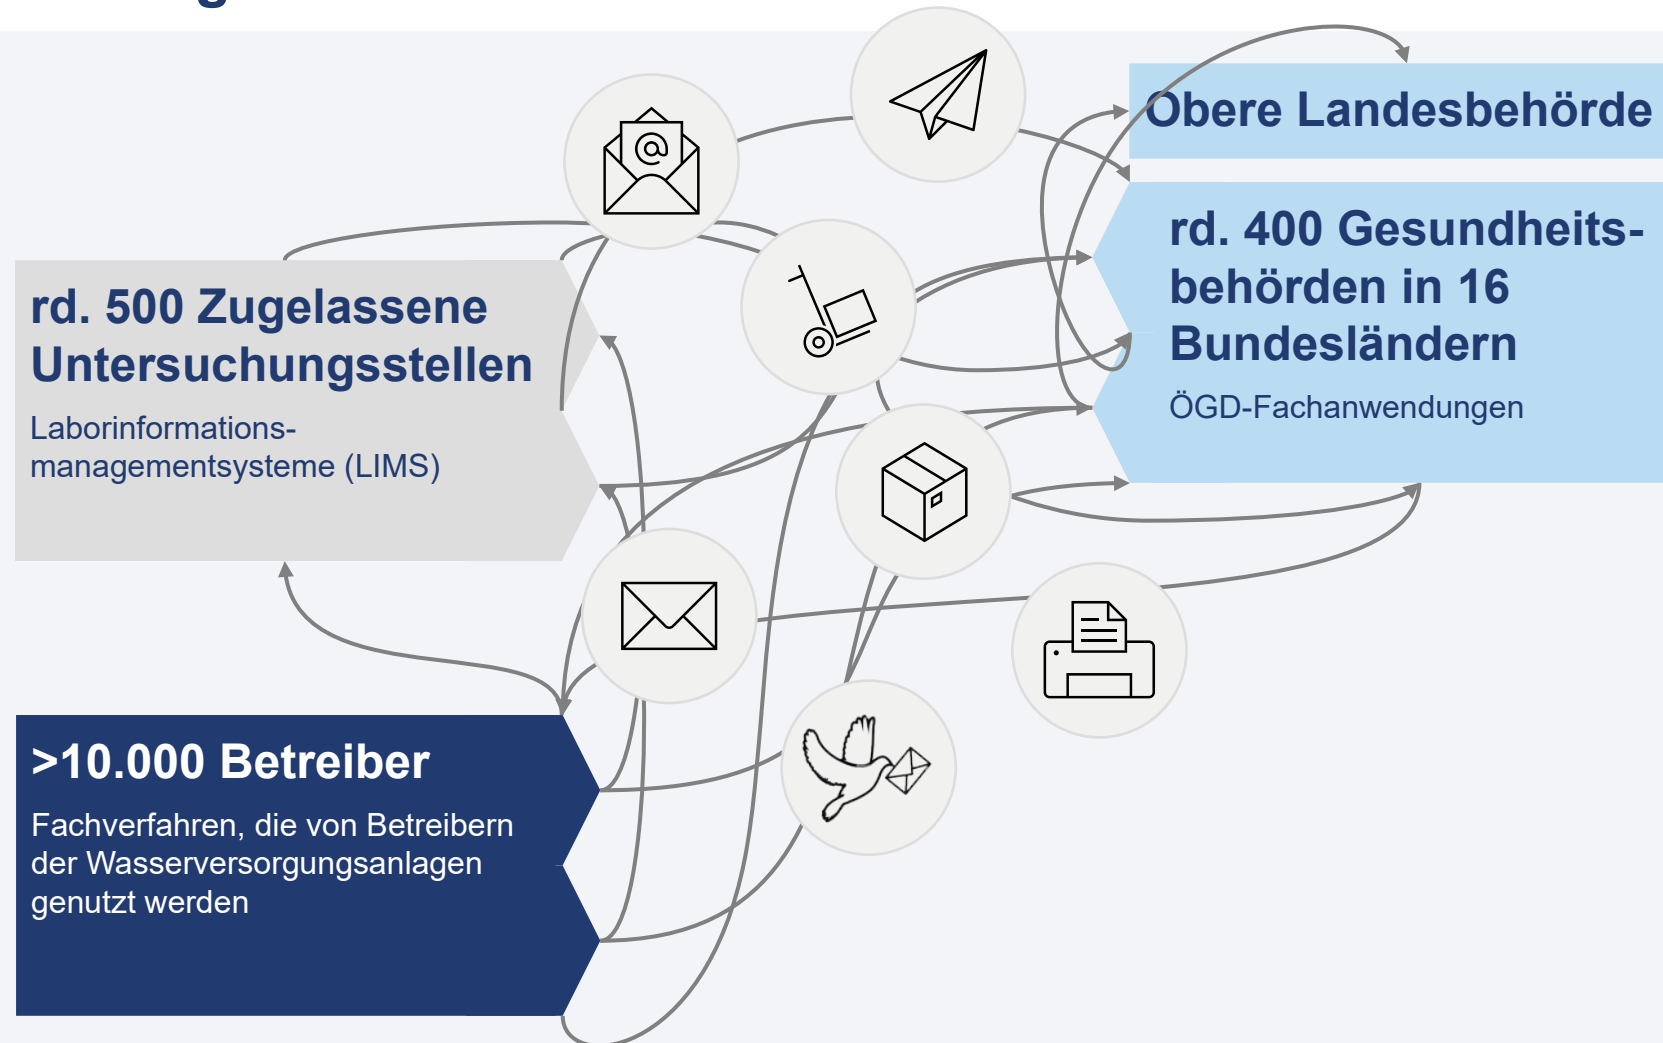 Obere Landesbehörde
rd. 400 Gesundheits-
behörden in 16
Bundesländern
ÖGD-Fachanwendungen
rd. 500 Zugelassene
Untersuchungsstellen
Laborinformations-
managementsysteme (LIMS)
>10.000 Betreiber
Fachverfahren, die von Betreibern
der Wasserversorgungsanlagen
genutzt werden